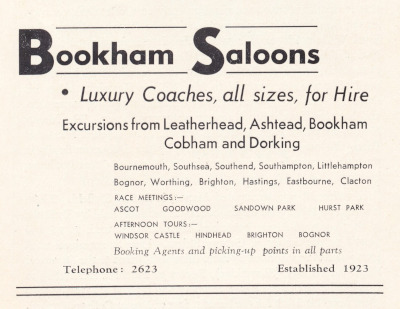 Bookham Saloons
• Luxury Coaches, all sizes, for Hire
Excursions from Leatherhead, Ashtead, Bookham
Cobham and Dorking
Bournemouth, Southsea, Southend, Southampton, Littlehampton
Bognor, Worthing, Brighton, Hastings, Eastbourne, Clacton
RACE MEETINGS :—
ASCOT GOODWOOD SANDOWN PARK HURST PARK
AFTERNOON TOURS :—
WINDSOR CASTLE HINDHEAD BRIGHTON BOGNOR
Booking Agents and picking-up points in all parts
Telephone: 2623 Established 1923